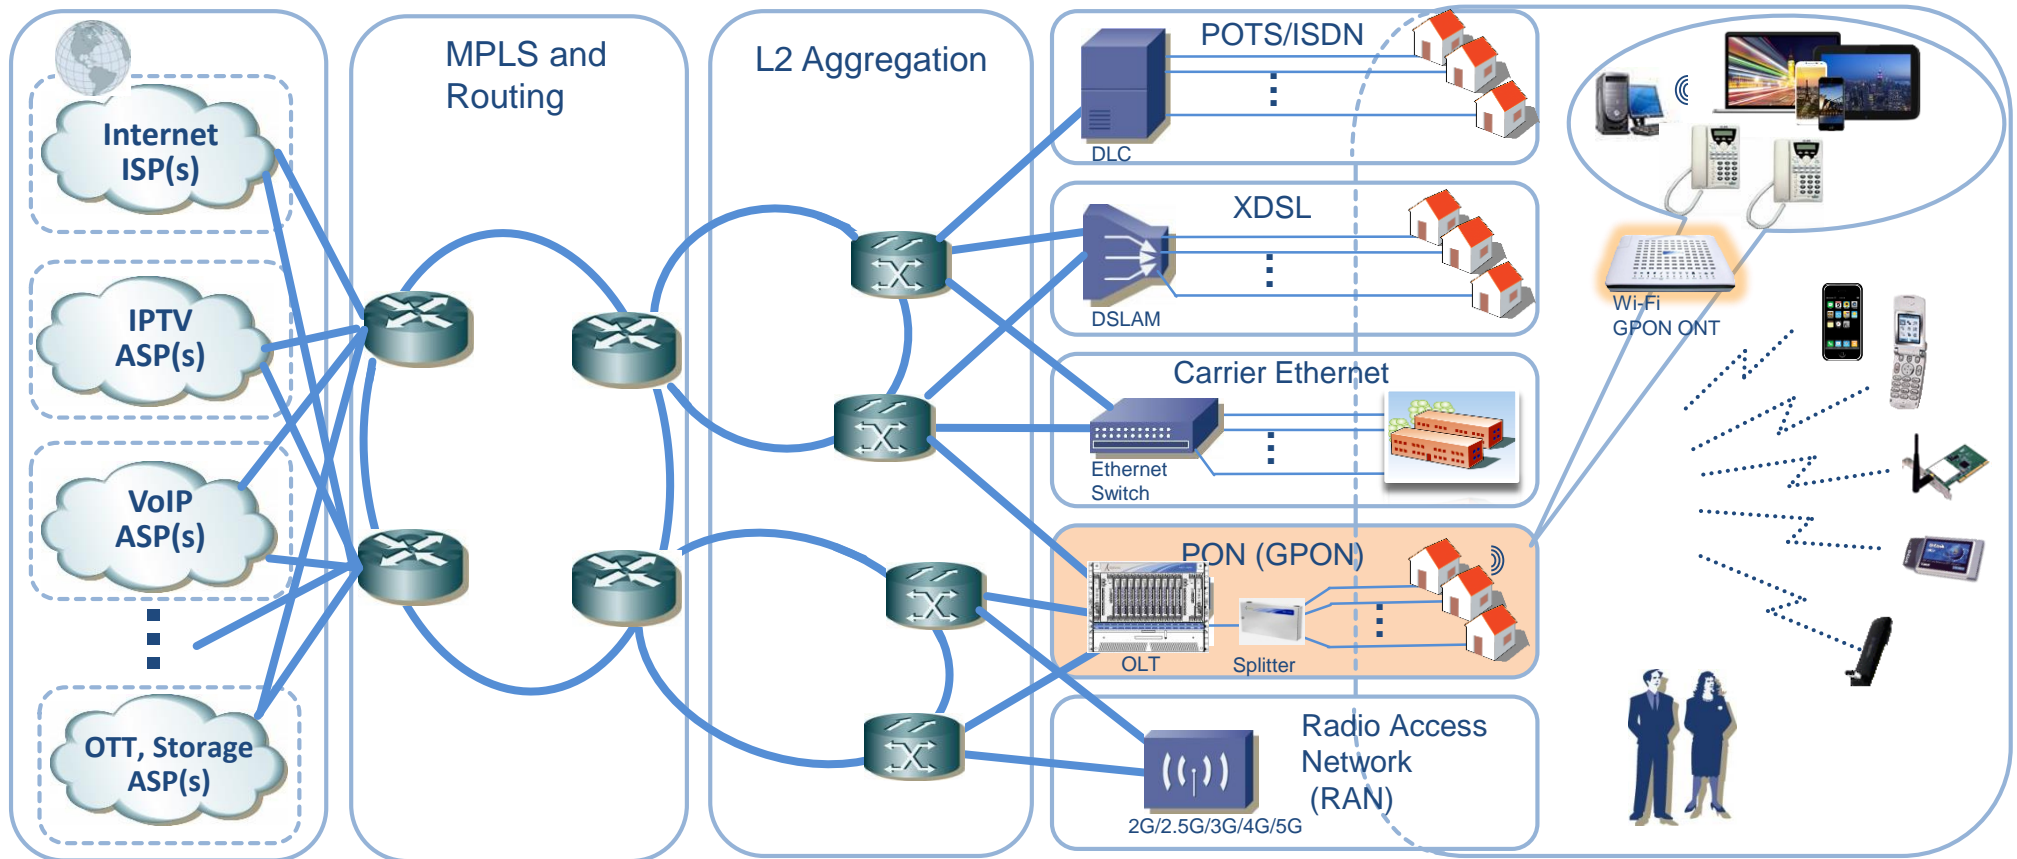 Internet
ISP(s)
IPTV
ASP(s)
VoIP
ASP(s)
OTT, Storage
ASP(s)
MPLS and
Routing
L2 Aggregation
POTS/ISDN
DLC
XDSL
DSLAM
Carrier Ethernet
Ethernet
Switch
PON (GPON)
OLT
Splitter
Radio Access
Network
(RAN)
2G/2.5G/3G/4G/5G
Wi-Fi
GPON ONT